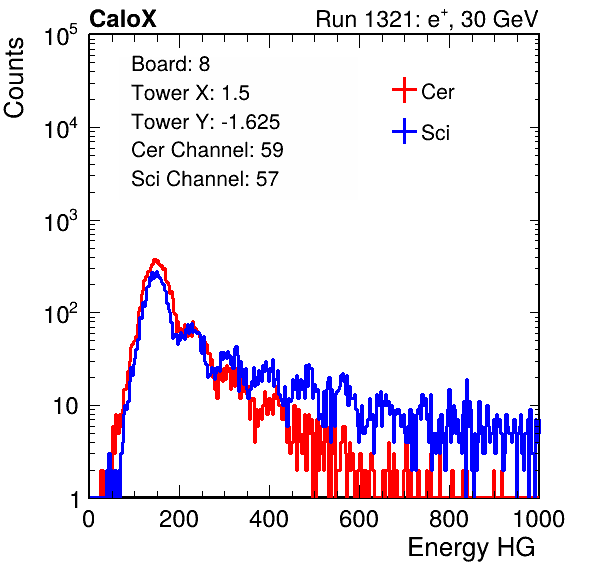 CaloX Run 1321: e⁺, 30 GeV
Counts
10⁵
10⁴
10³
10²
10
1
Board: 8
Tower X: 1.5
Tower Y: -1.625
Cer Channel: 59
Sci Channel: 57
Cer
Sci
0 200 400 600 800 1000
Energy HG